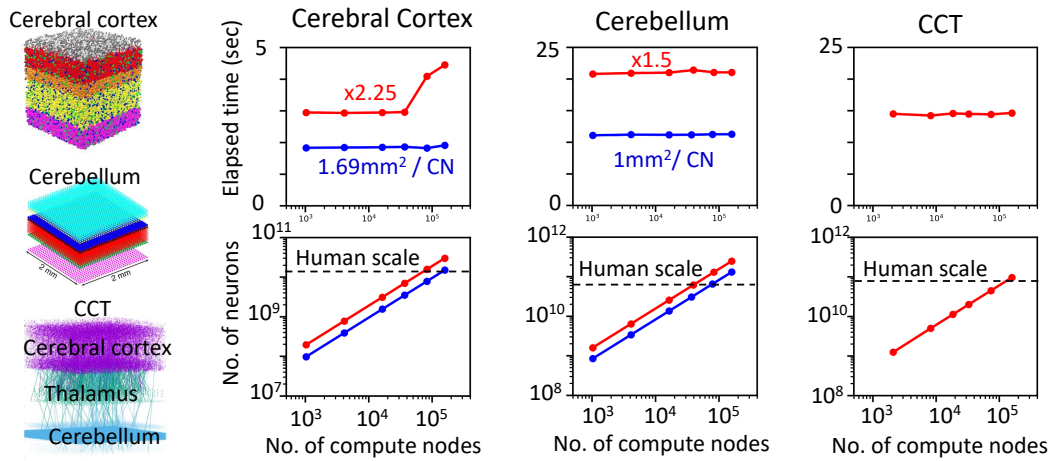 Cerebral cortex
Cerebellum
2 mm
2 mm
CCT
Cerebral cortex
Thalamus
Cerebellum
Cerebral Cortex
Elapsed time (sec)
5
0
x2.25
1.69mm² / CN
10³
10⁴
10⁵
Cerebellum
25
0
x1.5
1mm²/ CN
10³
10⁴
10⁵
CCT
25
0
10³
10⁴
10⁵
No. of neurons
10¹¹
10⁹
10⁷
Human scale
10³
10⁴
10⁵
No. of compute nodes
10¹²
10¹⁰
10⁸
Human scale
10³
10⁴
10⁵
No. of compute nodes
10¹²
10¹⁰
10⁸
Human scale
10³
10⁴
10⁵
No. of compute nodes